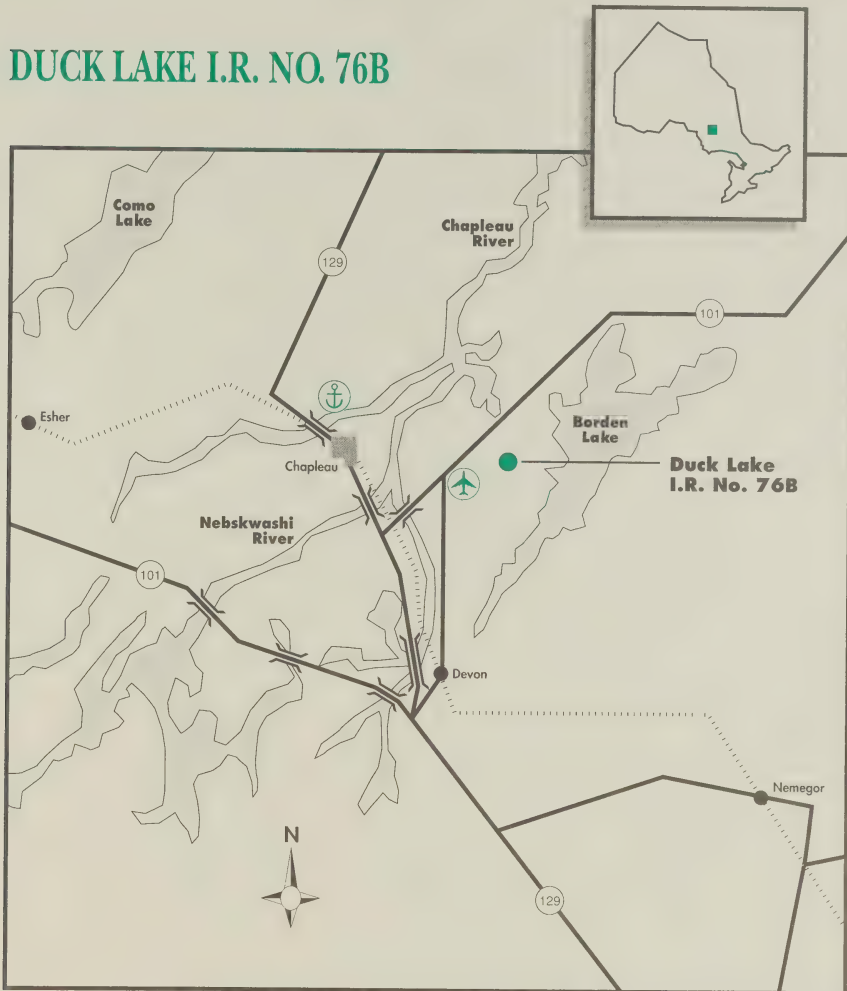 DUCK LAKE I.R. NO. 76B
Como
Lake
Chapleau
River
129
101
Esher
Borden
Lake
Chapleau
Duck Lake
I.R. No. 76B
Nebskwashi
River
101
Devon
Nemegor
N
129